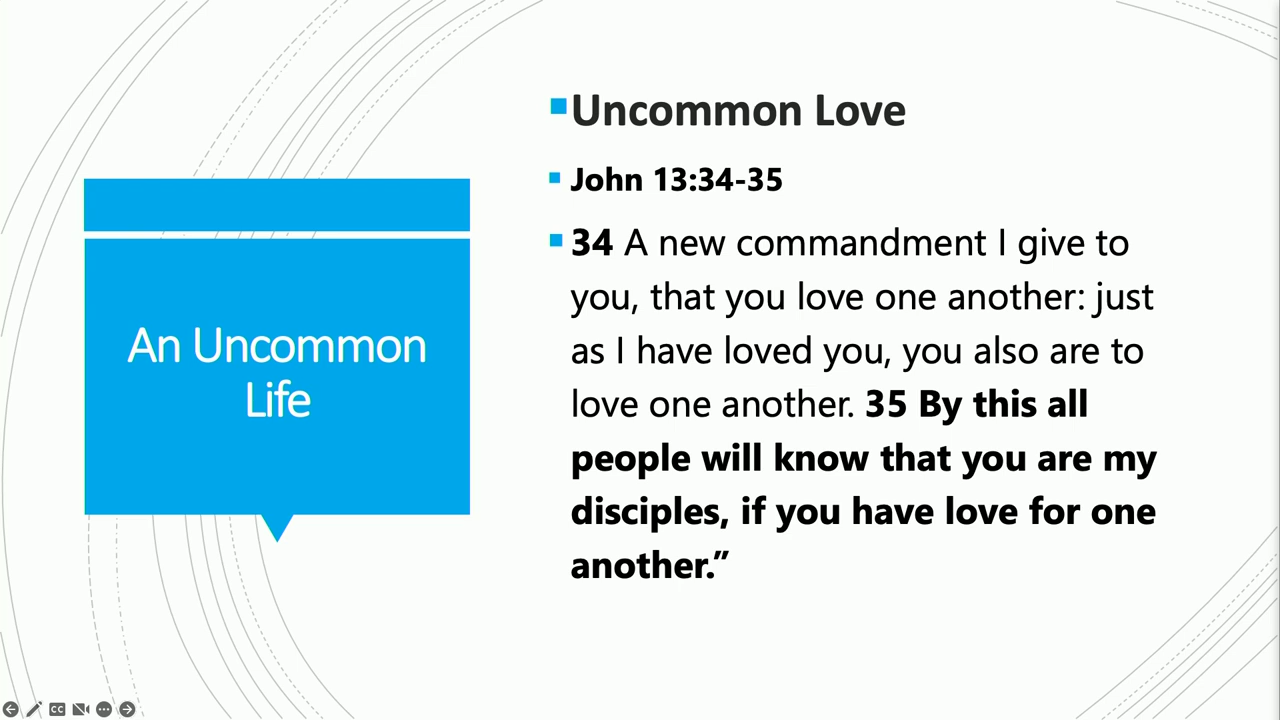 An Uncommon
Life
Uncommon Love
John 13:34-35
34 A new commandment I give to
you, that you love one another: just
as I have loved you, you also are to
love one another. 35 By this all
people will know that you are my
disciples, if you have love for one
another.”
CC